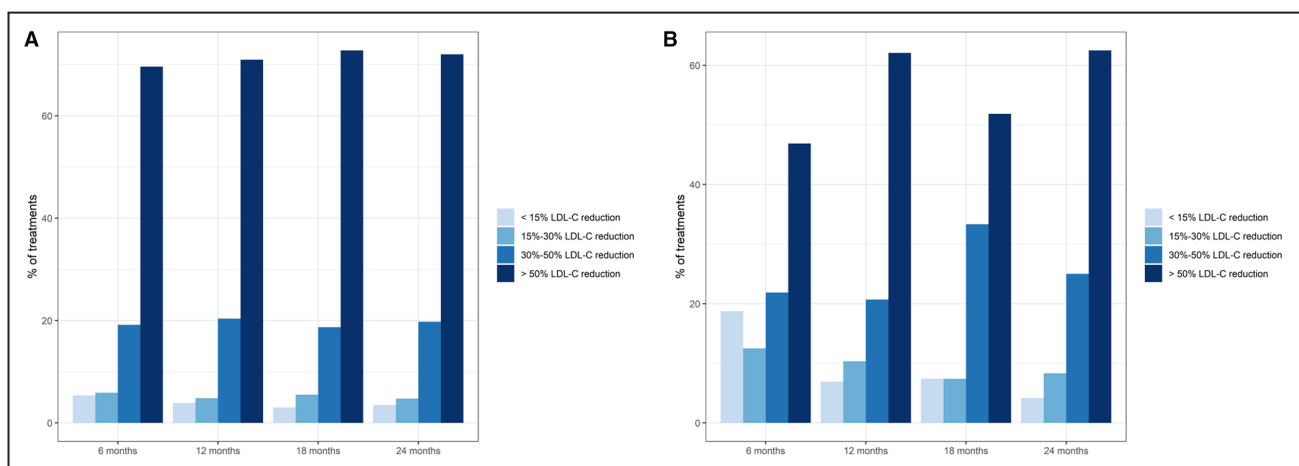 A
% of treatments
60
40
20
0
6 months 12 months 18 months 24 months
< 15% LDL-C reduction
15%-30% LDL-C reduction
30%-50% LDL-C reduction
> 50% LDL-C reduction
B
% of treatments
60
40
20
0
6 months 12 months 18 months 24 months
< 15% LDL-C reduction
15%-30% LDL-C reduction
30%-50% LDL-C reduction
> 50% LDL-C reduction